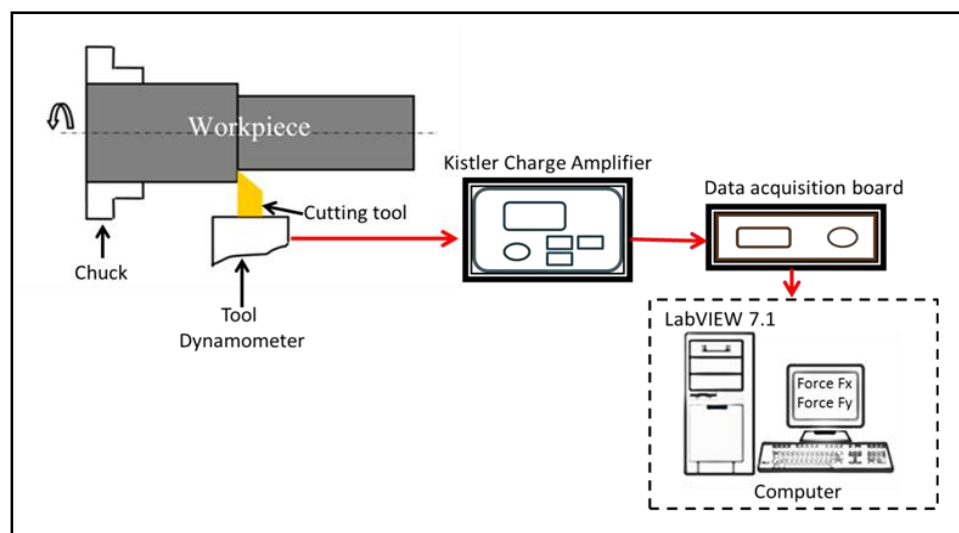 Workpiece
Kistler Charge Amplifier
Data acquisition board
Cutting tool
Chuck
Tool
Dynamometer
LabVIEW 7.1
Force Fx
Force Fy
Computer